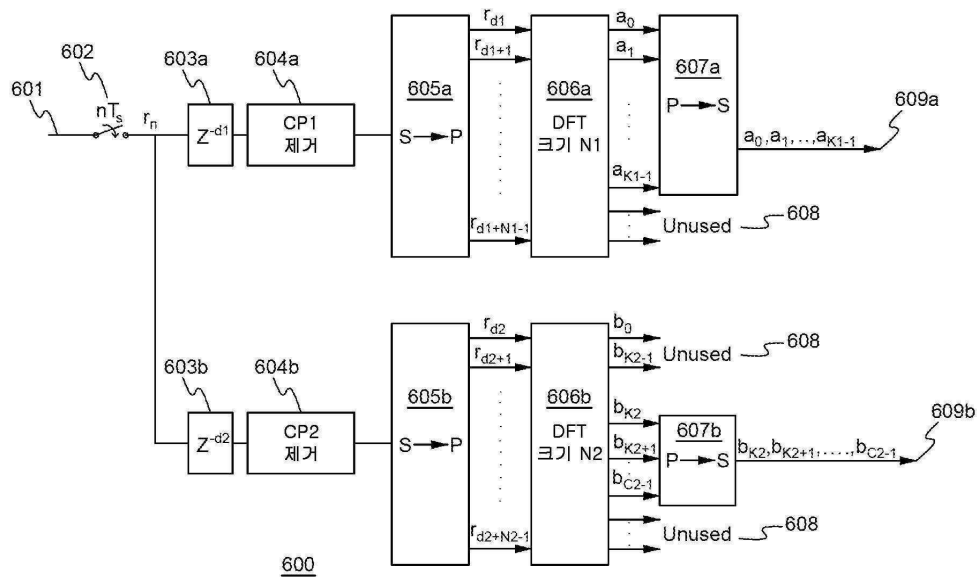 601
602
nTs
rn
603a
Z-d1
604a
CP1
제거
605a
S → P
rd1
rd1+1
rd1+N1-1
606a
DFT
크기 N1
a0
a1
aK1-1
607a
P → S
a0,a1,..,aK1-1
609a
Unused
608
603b
Z-d2
604b
CP2
제거
605b
S → P
rd2
rd2+1
rd2+N2-1
606b
DFT
크기 N2
b0
bK2-1
Unused
608
bK2
bK2+1
bC2-1
607b
P → S
bK2,bK2+1,....,bC2-1
609b
Unused
608
600